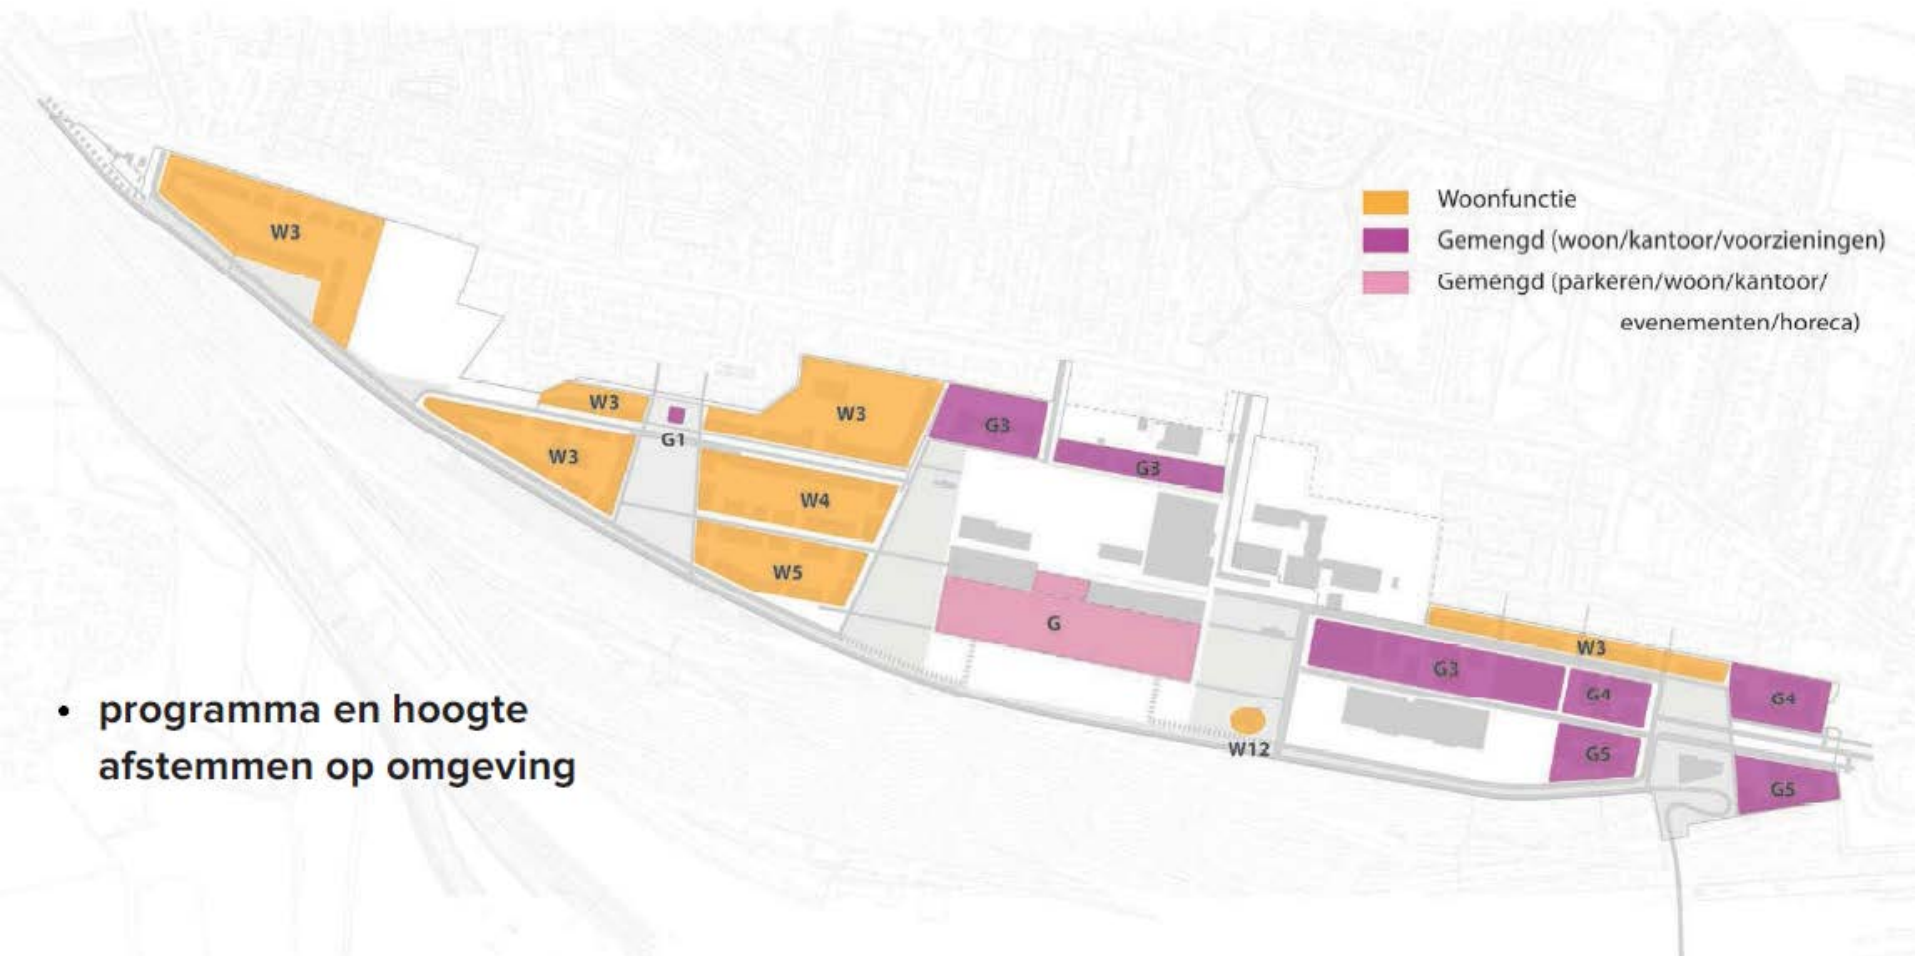 Woonfunctie
Gemengd (woon/kantoor/voorzieningen)
Gemengd (parkeren/woon/kantoor/
evenementen/horeca)
W3
W3
G1
W3
W3
G3
G3
W4
W5
G
W3
G3
G4
G4
G5
G5
W12
• programma en hoogte
afstemmen op omgeving